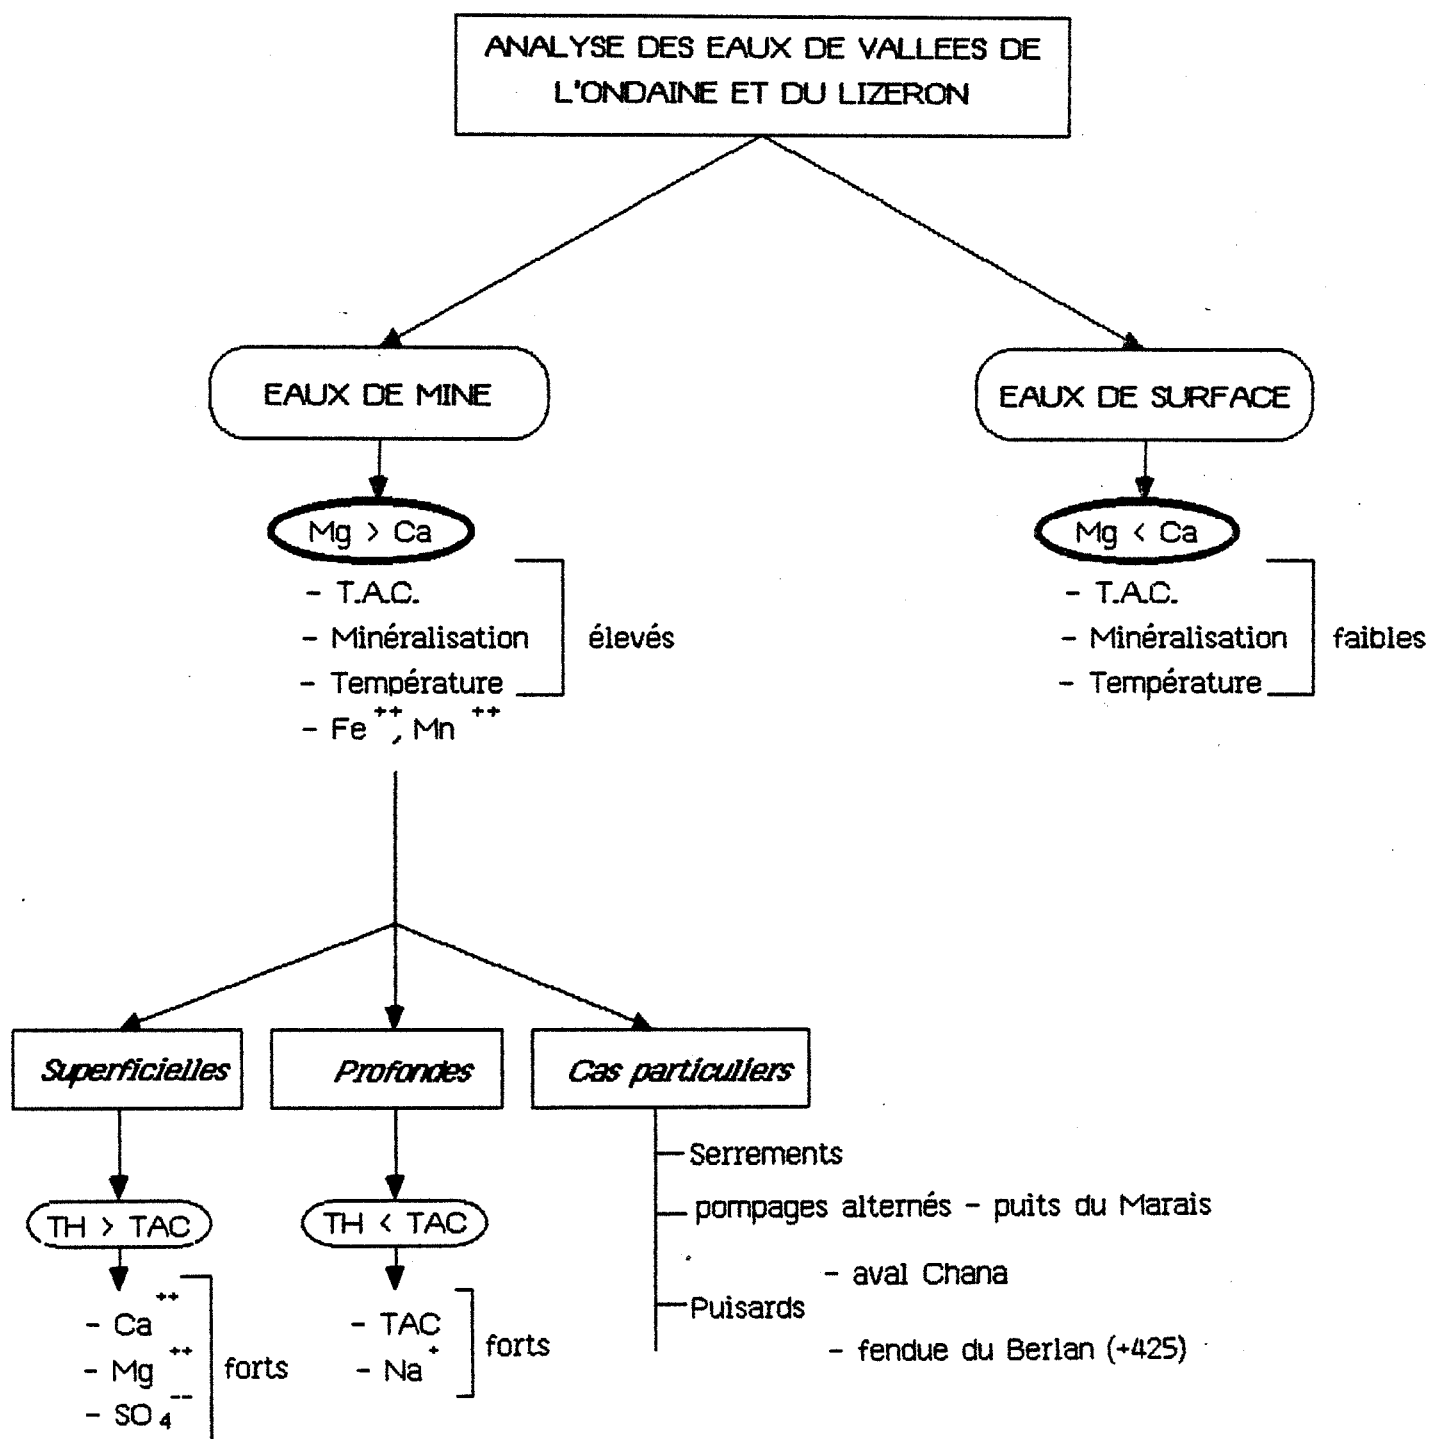 ANALYSE DES EAUX DE VALLEES DE
L'ONDAINE ET DU LIZERON
EAUX DE MINE
EAUX DE SURFACE
Mg > Ca
- T.A.C.
- Minéralisation
- Température
élevés
- Fe++, Mn++
Mg < Ca
- T.A.C.
- Minéralisation
- Température
faibles
Superficielles
Profondes
Cas particuliers
TH > TAC
- Ca++
- Mg++
- SO4--
forts
TH < TAC
- TAC
- Na+
forts
Serrements
pompages alternés - puits du Marais
- aval Chana
Puisards
- fendue du Berlan (+425)